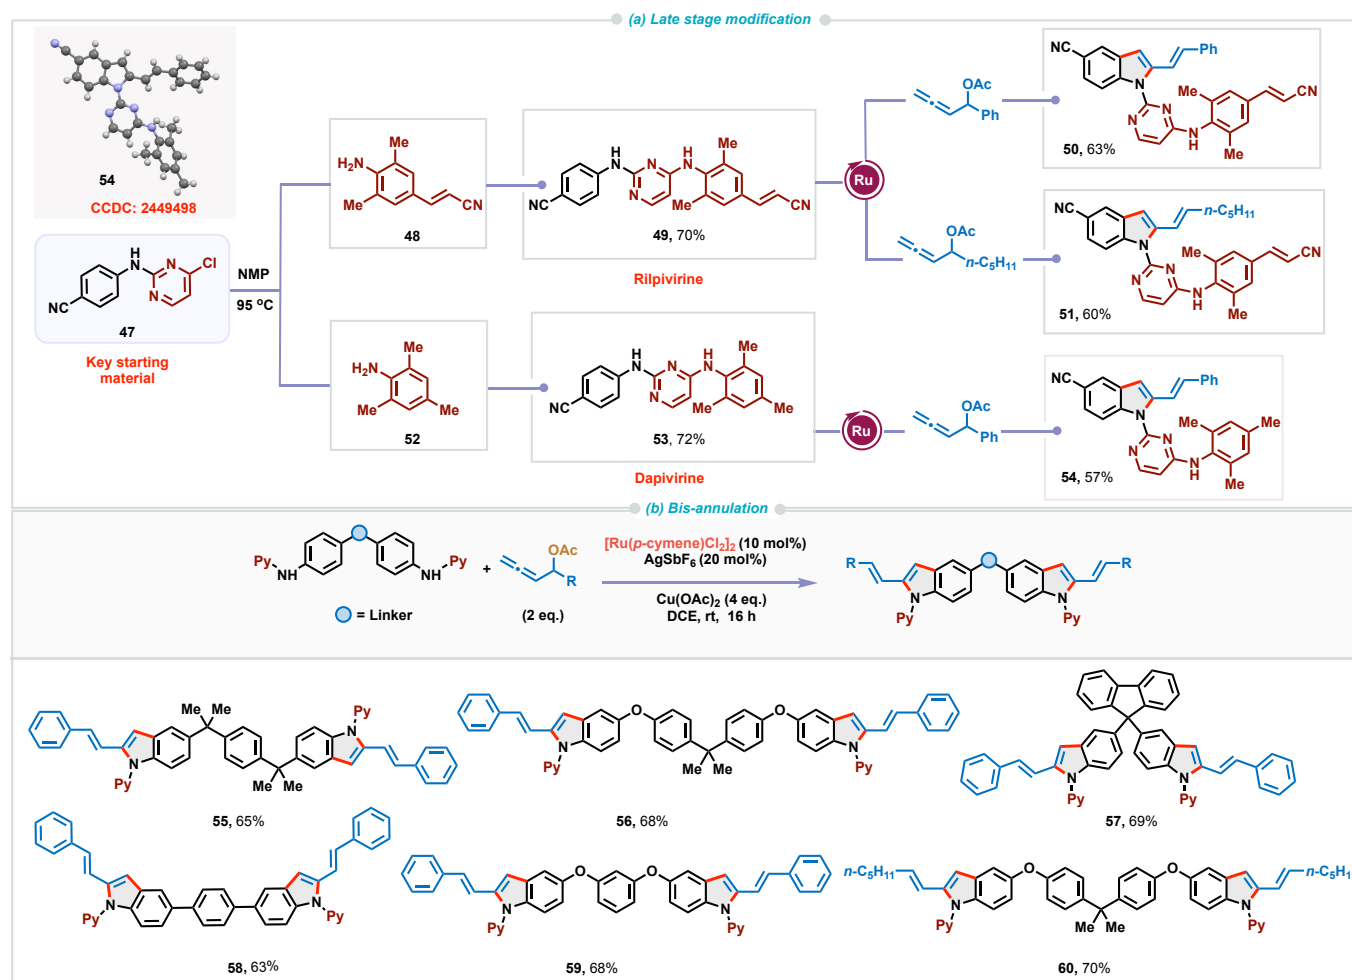 (a) Late stage modification
54
CCDC: 2449498
H
N
N
Cl
N
NC
47
Key starting
material
NMP
95 °C
Me
H2N
Me
CN
48
H
N
N
H
N
Me
N
Me
NC
CN
49, 70%
Rilpivirine
Me
H2N
Me
Me
52
H
N
N
H
N
Me
N
Me
Me
NC
53, 72%
Dapivirine
Ru
OAc
Ph
OAc
n-C5H11
Ru
OAc
Ph
NC
Ph
N
N
N
NH
Me
Me
CN
50, 63%
NC
n-C5H11
N
N
N
NH
Me
Me
CN
51, 60%
NC
Ph
N
N
N
NH
Me
Me
Me
54, 57%
(b) Bis-annulation
Py
NH
NH
Py
= Linker
+
OAc
R
(2 eq.)
[Ru(p-cymene)Cl2]2 (10 mol%)
AgSbF6 (20 mol%)
Cu(OAc)2 (4 eq.)
DCE, rt, 16 h
R
N
Py
N
Py
R
Me Me
N
Py
Me
Me
Py
N
55, 65%
O
O
N
Py
Me Me
N
Py
56, 68%
N
Py
N
Py
57, 69%
N
Py
N
Py
58, 63%
O
O
N
Py
N
Py
59, 68%
n-C5H11
O
O
N
Py
Me Me
N
Py
60, 70%